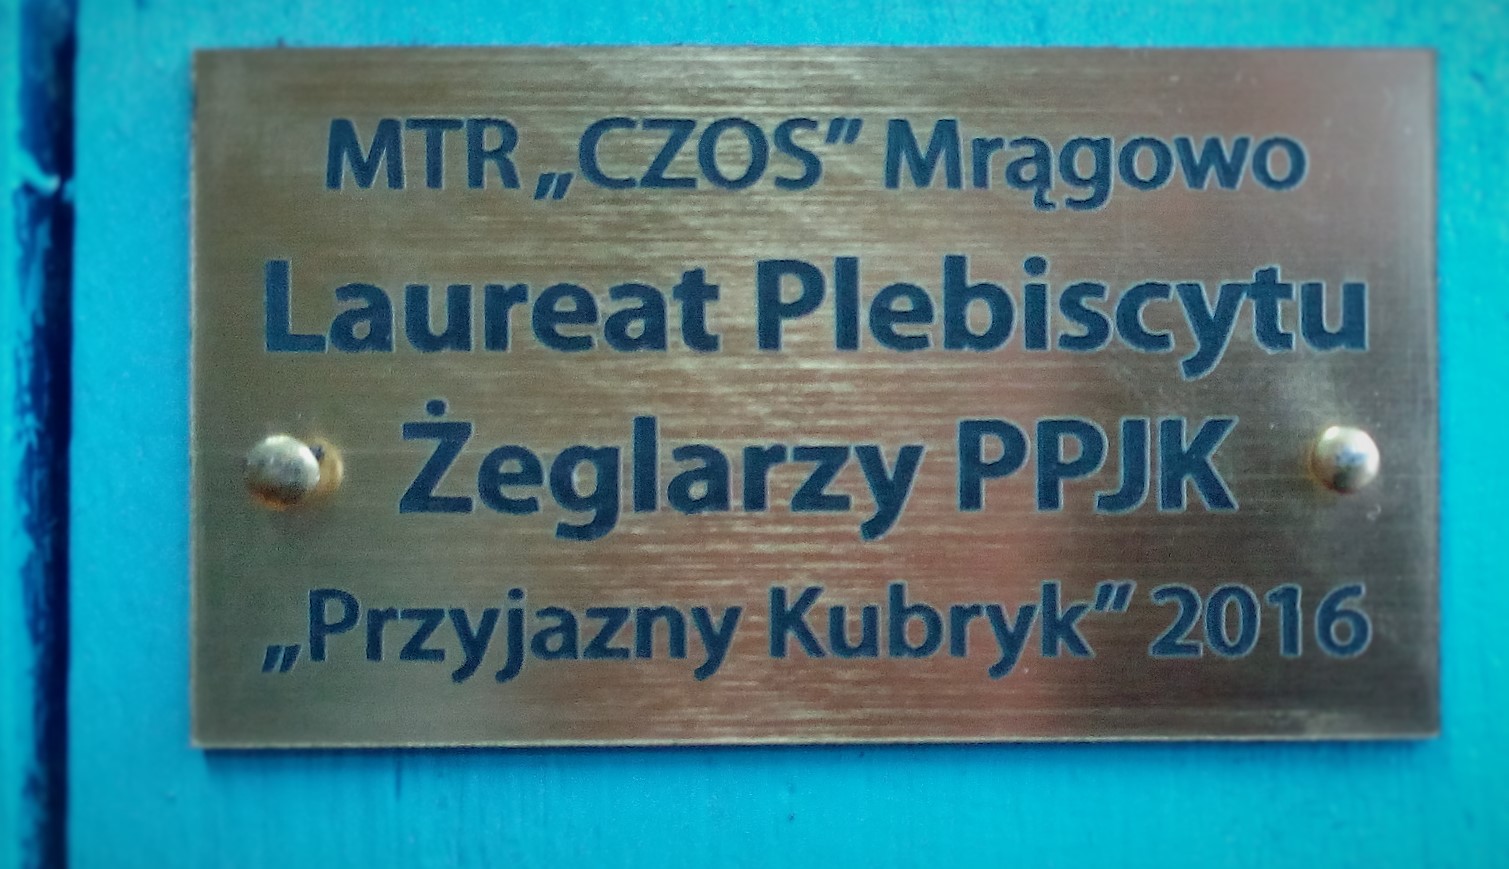 MTR „CZOS” Mrągowo
Laureat Plebiscytu
Żeglarzy PPJK
„Przyjazny Kubryk” 2016